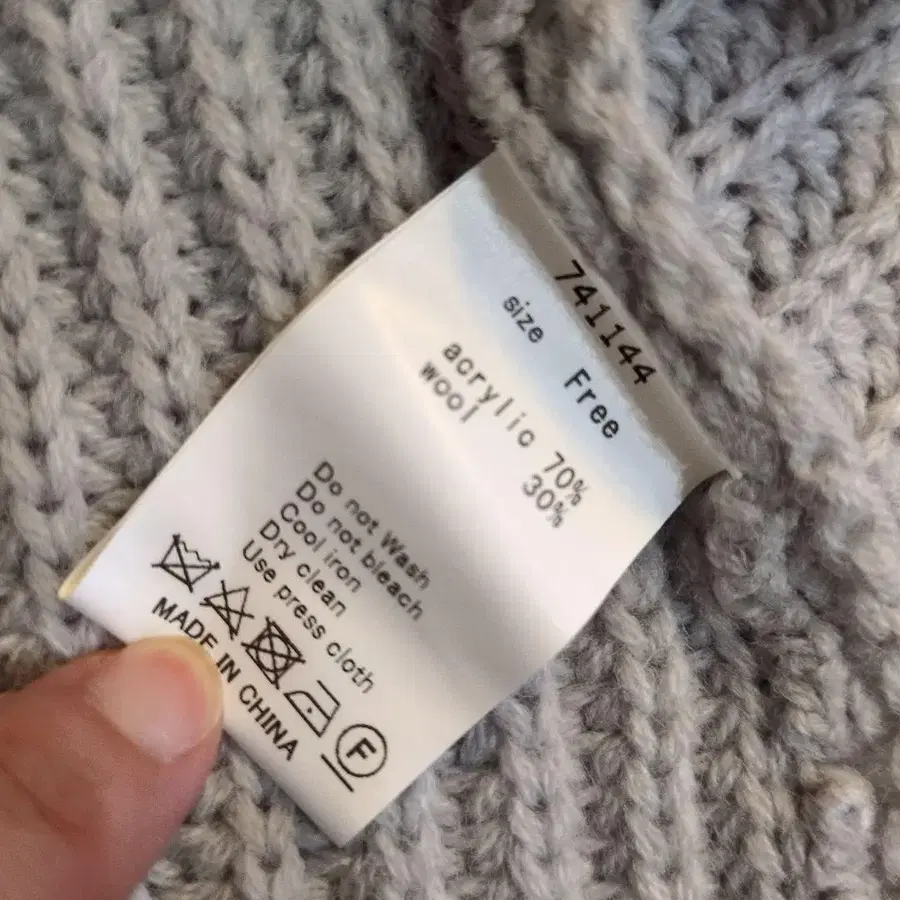 741144
size Free
acrylic 70%
wool 30%
Do not Wash
Do not bleach
Cool iron
Dry clean
Use press cloth
F
MADE IN CHINA